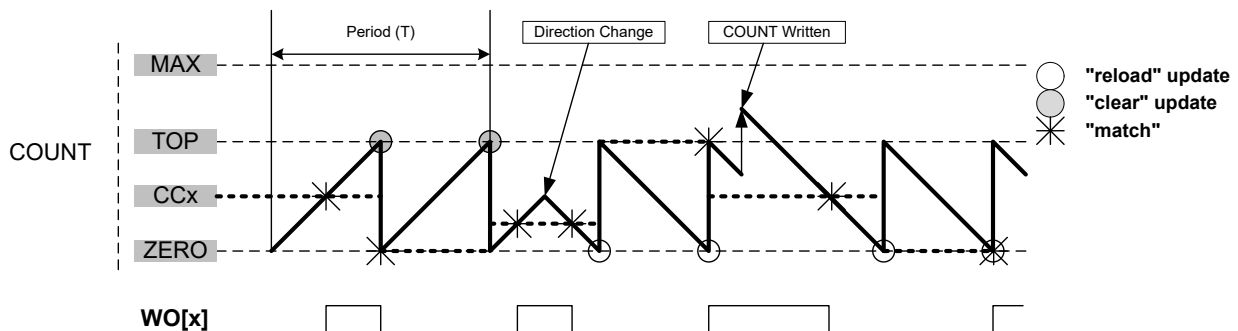 Period (T)
Direction Change
COUNT Written
MAX
"reload" update
"clear" update
TOP
"match"
COUNT
CCx
ZERO
WO[x]